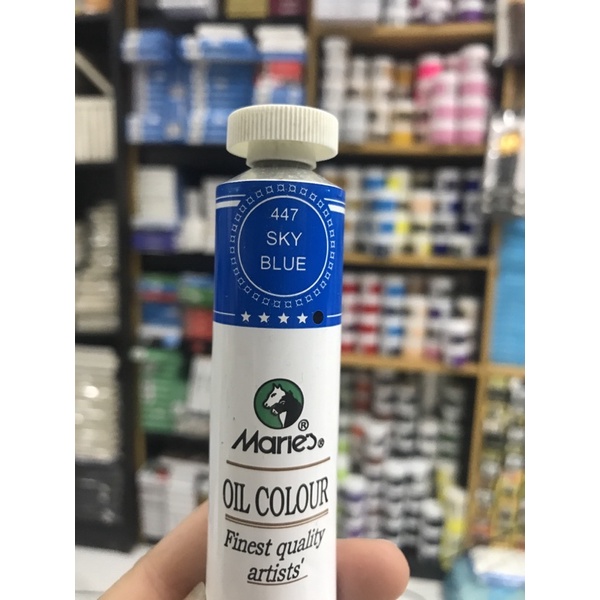 447
SKY
BLUE
Marie's
OIL COLOUR
Finest quality
artists'